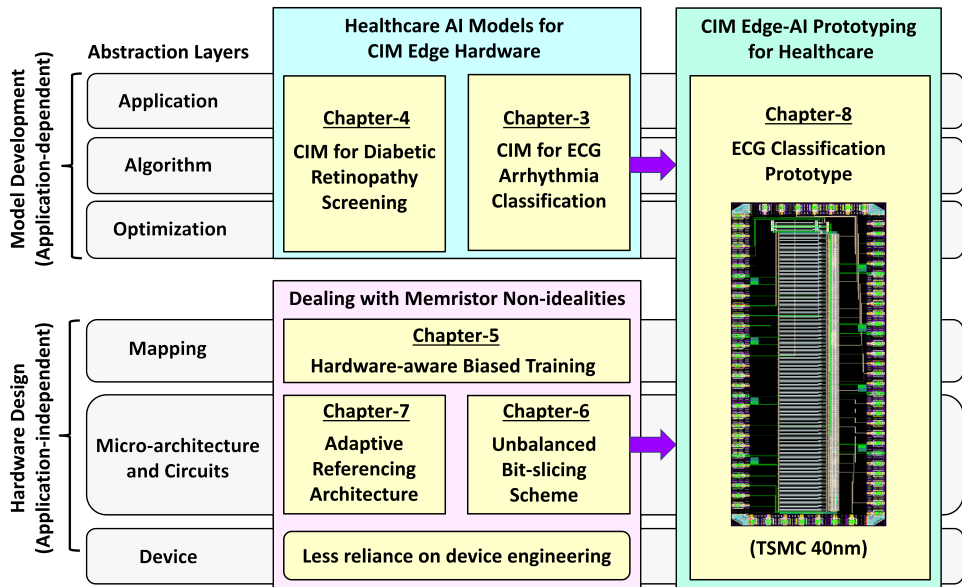 Healthcare AI Models for
CIM Edge Hardware
CIM Edge-AI Prototyping
for Healthcare
Abstraction Layers
Model Development
(Application-dependent)
Application
Algorithm
Optimization
Chapter-4
CIM for Diabetic
Retinopathy
Screening
Chapter-3
CIM for ECG
Arrhythmia
Classification
Chapter-8
ECG Classification
Prototype
(TSMC 40nm)
Dealing with Memristor Non-idealities
Hardware Design
(Application-independent)
Mapping
Micro-architecture
and Circuits
Device
Chapter-5
Hardware-aware Biased Training
Chapter-7
Adaptive
Referencing
Architecture
Chapter-6
Unbalanced
Bit-slicing
Scheme
Less reliance on device engineering